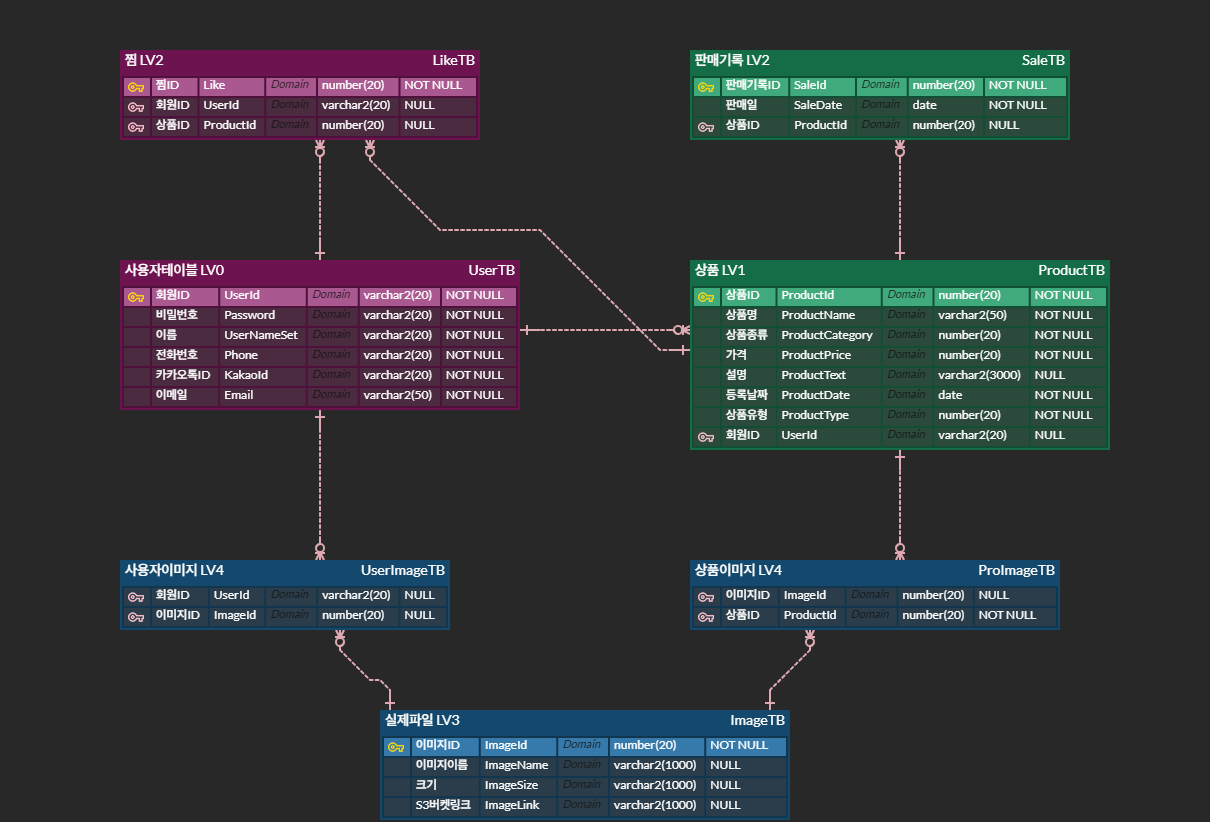 찜 LV2 LikeTB
찜ID Like Domain number(20) NOT NULL
회원ID UserId Domain varchar2(20) NULL
상품ID ProductId Domain number(20) NULL
판매기록 LV2 SaleTB
판매기록ID SaleId Domain number(20) NOT NULL
판매일 SaleDate Domain date NOT NULL
상품ID ProductId Domain number(20) NULL
사용자테이블 LV0 UserTB
회원ID UserId Domain varchar2(20) NOT NULL
비밀번호 Password Domain varchar2(20) NOT NULL
이름 UserNameSet Domain varchar2(20) NOT NULL
전화번호 Phone Domain varchar2(20) NOT NULL
카카오톡ID KakaoId Domain varchar2(20) NOT NULL
이메일 Email Domain varchar2(50) NOT NULL
상품 LV1 ProductTB
상품ID ProductId Domain number(20) NOT NULL
상품명 ProductName Domain varchar2(50) NOT NULL
상품종류 ProductCategory Domain number(20) NOT NULL
가격 ProductPrice Domain number(20) NOT NULL
설명 ProductText Domain varchar2(3000) NULL
등록날짜 ProductDate Domain date NOT NULL
상품유형 ProductType Domain number(20) NOT NULL
회원ID UserId Domain varchar2(20) NULL
사용자이미지 LV4 UserImageTB
회원ID UserId Domain varchar2(20) NULL
이미지ID ImageId Domain number(20) NULL
상품이미지 LV4 ProImageTB
이미지ID ImageId Domain number(20) NULL
상품ID ProductId Domain number(20) NOT NULL
실제파일 LV3 ImageTB
이미지ID ImageId Domain number(20) NOT NULL
이미지이름 ImageName Domain varchar2(1000) NULL
크기 ImageSize Domain varchar2(1000) NULL
S3버켓링크 ImageLink Domain varchar2(1000) NULL